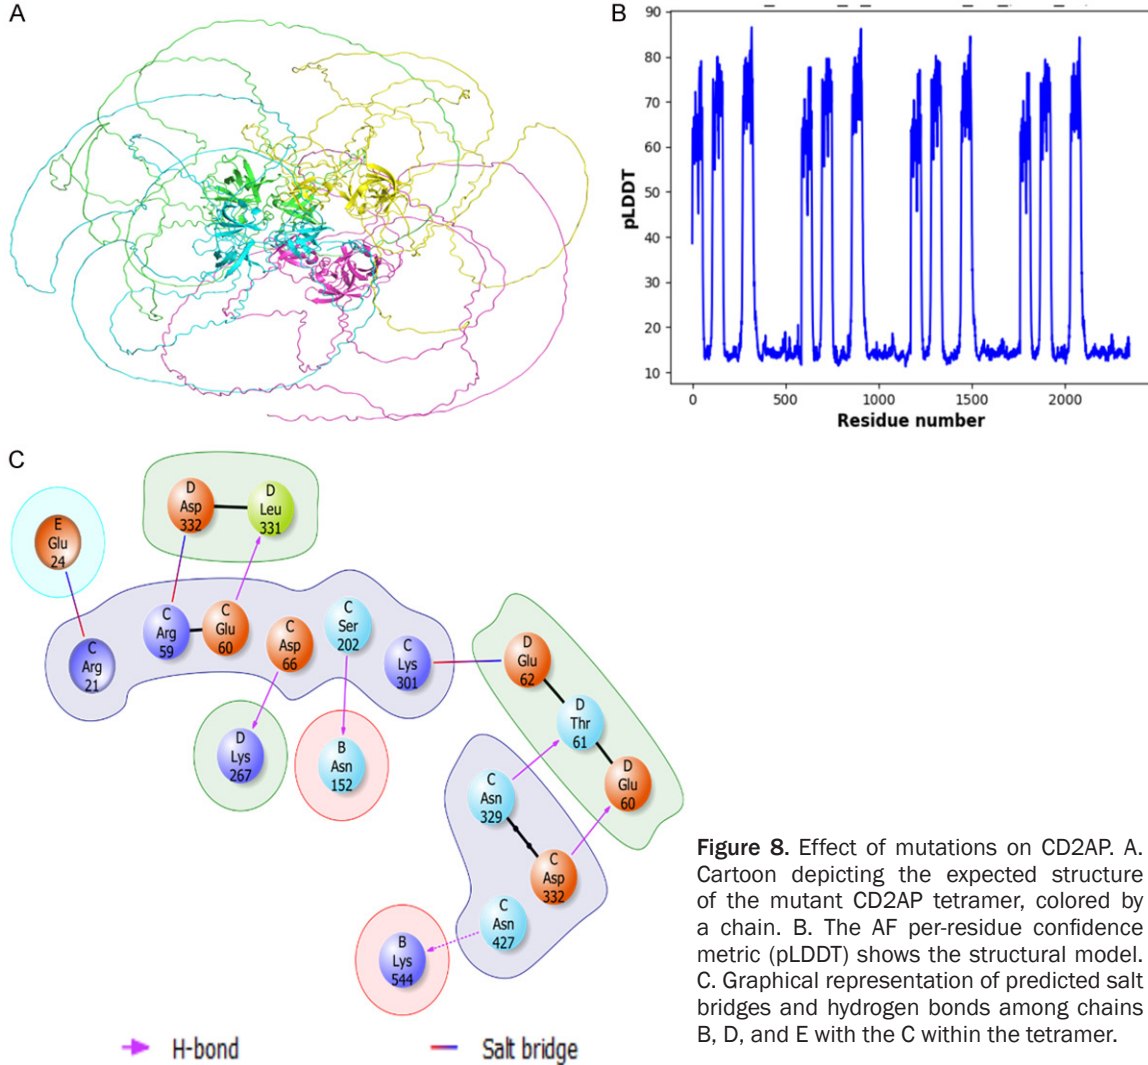 A
B
90
80
70
60
50
40
30
20
10
pLDDT
0
500
1000
1500
2000
Residue number
C
E
Glu
24
D
Asp
332
D
Leu
331
C
Arg
21
C
Arg
59
C
Glu
60
C
Asp
66
C
Ser
202
C
Lys
301
D
Glu
62
D
Thr
61
D
Glu
60
D
Lys
267
B
Asn
152
C
Asn
329
C
Asp
332
C
Asn
427
B
Lys
544
H-bond
Salt bridge
Figure 8. Effect of mutations on CD2AP. A.
Cartoon depicting the expected structure
of the mutant CD2AP tetramer, colored by
a chain. B. The AF per-residue confidence
metric (pLDDT) shows the structural model.
C. Graphical representation of predicted salt
bridges and hydrogen bonds among chains
B, D, and E with the C within the tetramer.